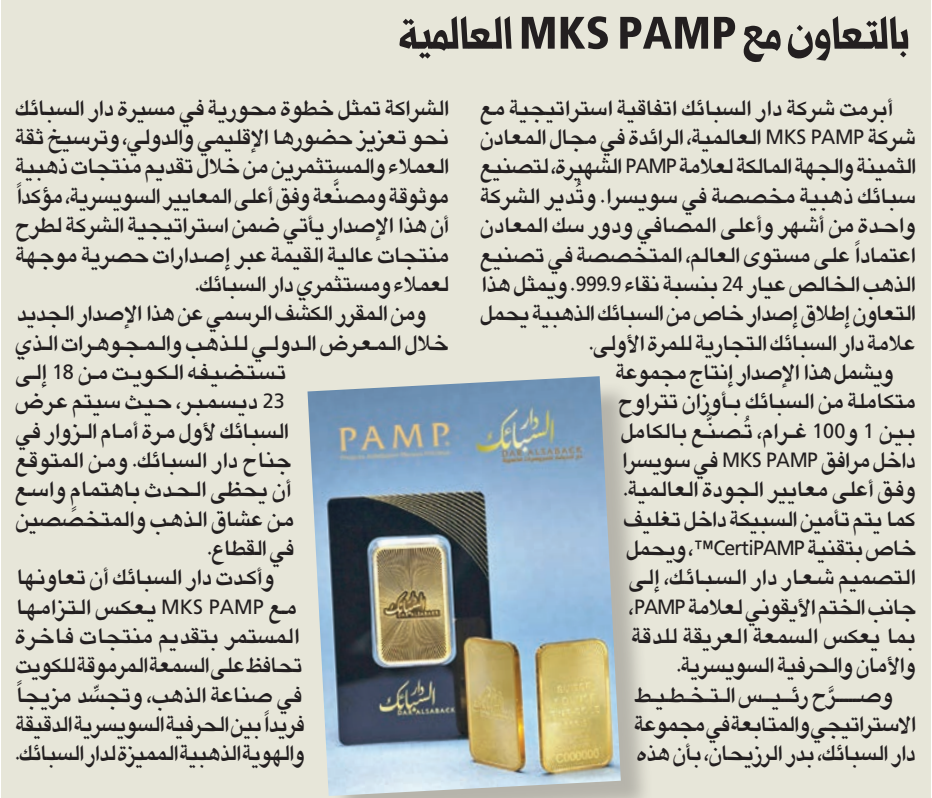 بالتعاون مع MKS PAMP العالمية
أبرمت شركة دار السبائك اتفاقية استراتيجية مع
شركة MKS PAMP العالمية، الرائدة في مجال المعادن
الثمينة والجهة المالكة لعلامة PAMP الشهيرة، لتصنيع
سبائك ذهبية مخصصة في سويسرا. وتُدير الشركة
واحدة من أشهر وأعلى المصافي ودور سك المعادن
اعتماداً على مستوى العالم، المتخصصة في تصنيع
الذهب الخالص عيار 24 بنسبة نقاء 999.9. ويمثل هذا
التعاون إطلاق إصدار خاص من السبائك الذهبية يحمل
علامة دار السبائك التجارية للمرة الأولى.
ويشمل هذا الإصدار إنتاج مجموعة
متكاملة من السبائك بأوزان تتراوح
بين 1 و100 غرام، تُصنَّع بالكامل
داخل مرافق MKS PAMP في سويسرا
وفق أعلى معايير الجودة العالمية.
كما يتم تأمين السبيكة داخل تغليف
خاص بتقنية CertiPAMP™، ويحمل
التصميم شعار دار السبائك، إلى
جانب الختم الأيقوني لعلامة PAMP،
بما يعكس السمعة العريقة للدقة
والأمان والحرفية السويسرية.
وصـــرَّح رئـيـس التـخـطـيـط
الاستراتيجي والمتابعة في مجموعة
دار السبائك، بدر الرزيحان، بأن هذه
الشراكة تمثل خطوة محورية في مسيرة دار السبائك
نحو تعزيز حضورها الإقليمي والدولي، وترسيخ ثقة
العملاء والمستثمرين من خلال تقديم منتجات ذهبية
موثوقة ومصنَّعة وفق أعلى المعايير السويسرية، مؤكداً
أن هذا الإصدار يأتي ضمن استراتيجية الشركة لطرح
منتجات عالية القيمة عبر إصدارات حصرية موجهة
لعملاء ومستثمري دار السبائك.
ومن المقرر الكشف الرسمي عن هذا الإصدار الجديد
خلال المعرض الدولي للذهب والمجوهرات الذي
تستضيفه الكويت من 18 إلى
23 ديسمبر، حيث سيتم عرض
السبائك لأول مرة أمام الزوار في
جناح دار السبائك. ومن المتوقع
أن يحظى الحدث باهتمامٍ واسع
من عشاق الذهب والمتخصصين
في القطاع.
وأكدت دار السبائك أن تعاونها
مع MKS PAMP يعكس التزامها
المستمر بتقديم منتجات فاخرة
تحافظ على السمعة المرموقة للكويت
في صناعة الذهب، وتجسِّد مزيجاً
فريداً بين الحرفية السويسرية الدقيقة
والهوية الذهبية المميزة لدار السبائك.
PAMP
دار السبائك
DAR ALSABAEK
دار السبائك
DAR ALSABAEK
C000000